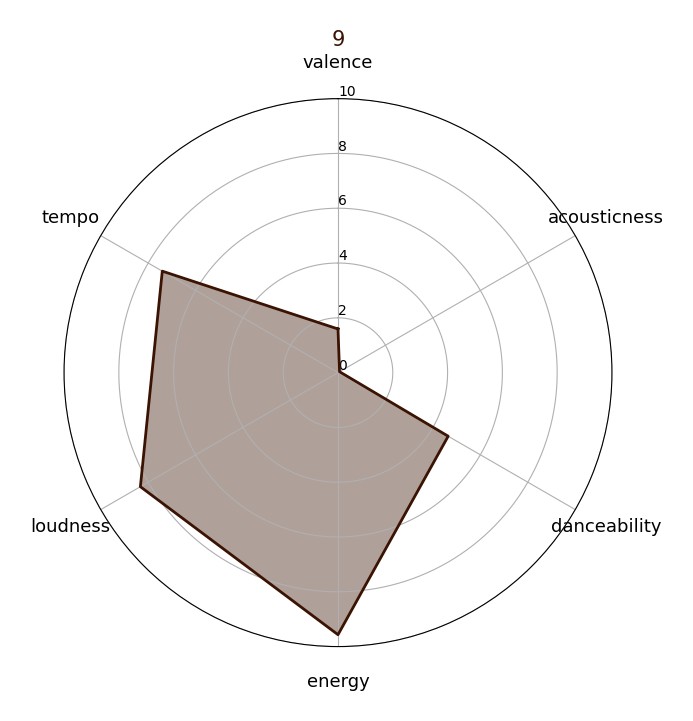 9
valence
10
8
acousticness
6
tempo
4
2
0
loudness
danceability
energy